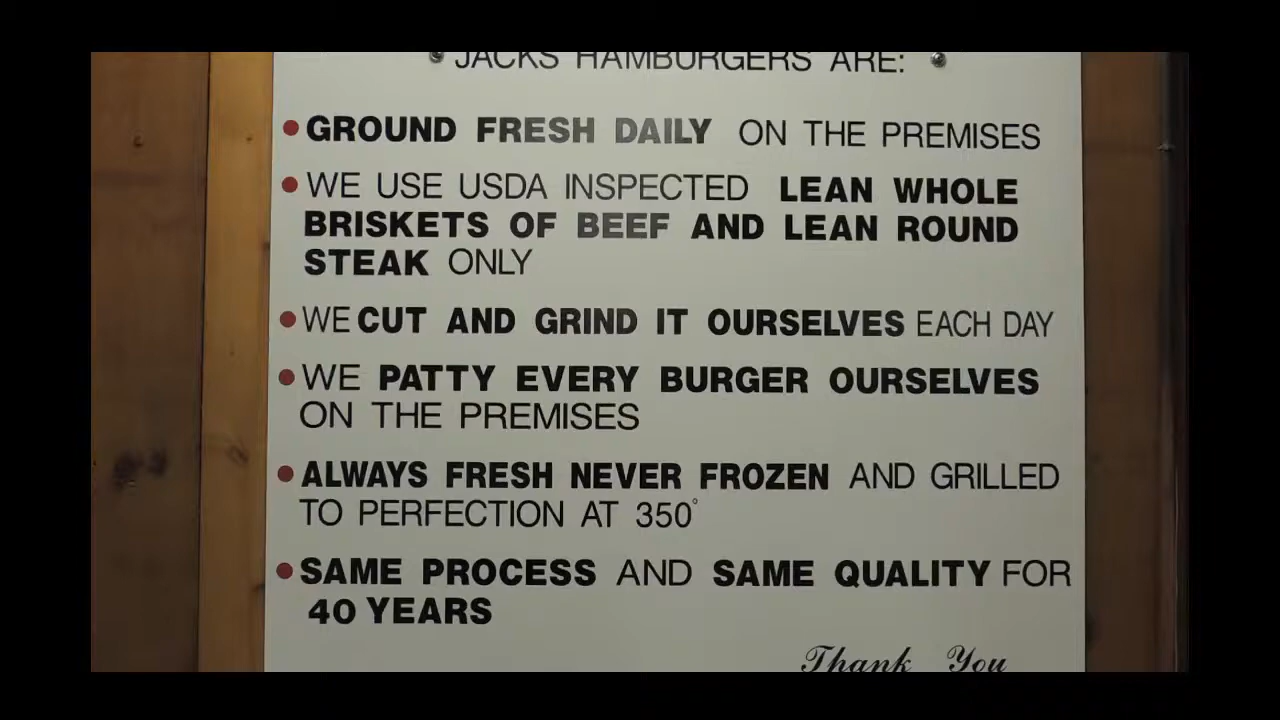 JACKS HAMBURGERS ARE:
• GROUND FRESH DAILY ON THE PREMISES
• WE USE USDA INSPECTED LEAN WHOLE
BRISKETS OF BEEF AND LEAN ROUND
STEAK ONLY
• WE CUT AND GRIND IT OURSELVES EACH DAY
• WE PATTY EVERY BURGER OURSELVES
ON THE PREMISES
• ALWAYS FRESH NEVER FROZEN AND GRILLED
TO PERFECTION AT 350°
• SAME PROCESS AND SAME QUALITY FOR
40 YEARS
Thank You